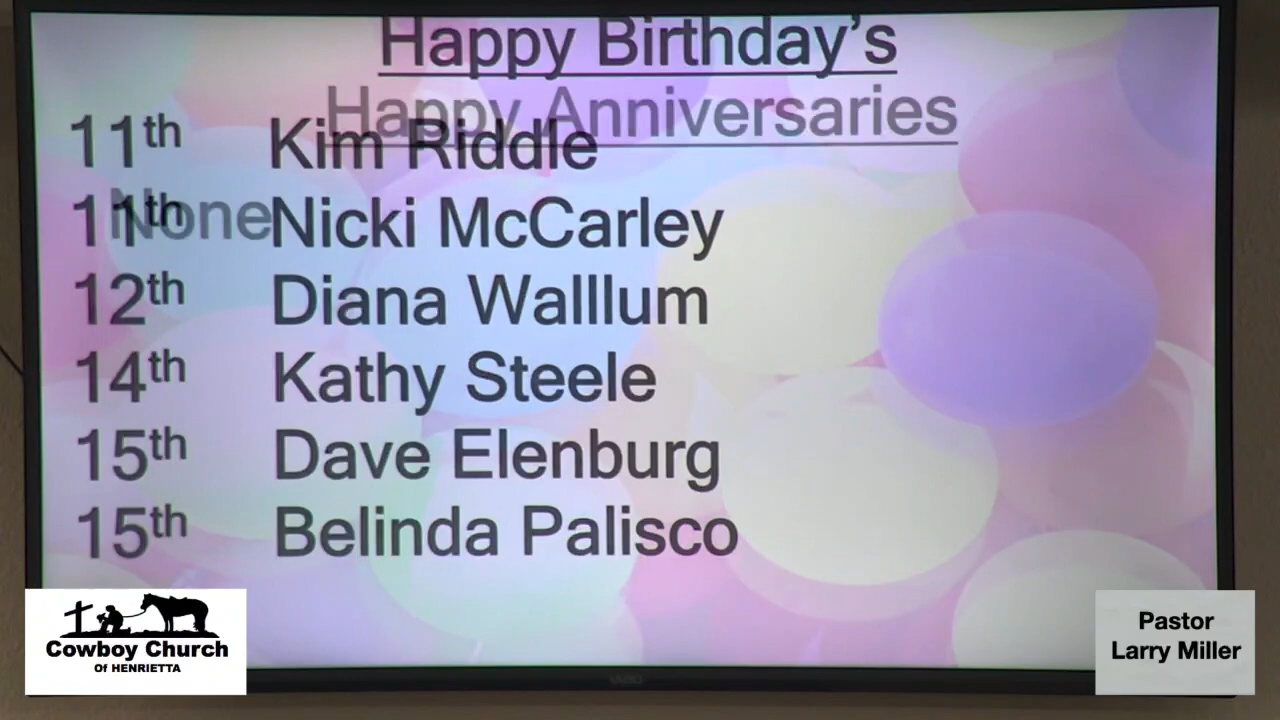 Happy Birthday's
Happy Anniversaries
11th Kim Riddle
None
11th Nicki McCarley
12th Diana Walllum
14th Kathy Steele
15th Dave Elenburg
15th Belinda Palisco
Cowboy Church
Of HENRIETTA
Pastor
Larry Miller
VIZIO